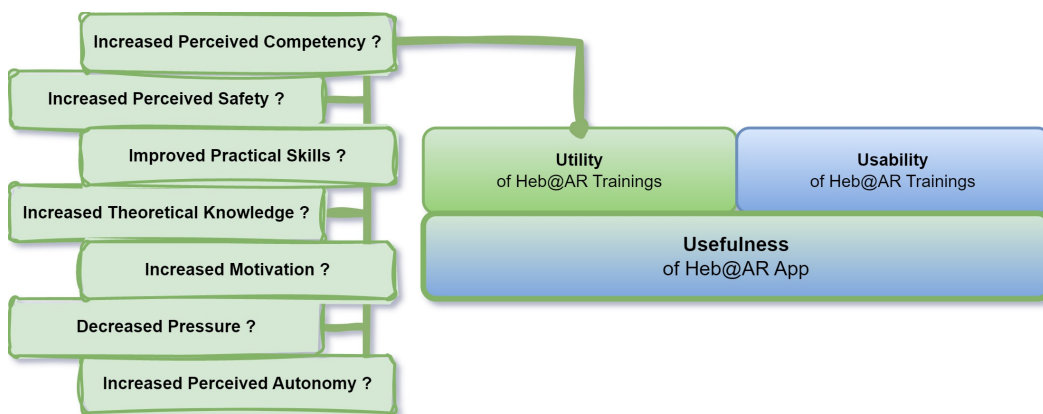 Increased Perceived Competency ?
Increased Perceived Safety ?
Improved Practical Skills ?
Increased Theoretical Knowledge ?
Increased Motivation ?
Decreased Pressure ?
Increased Perceived Autonomy ?
Utility
of Heb@AR Trainings
Usability
of Heb@AR Trainings
Usefulness
of Heb@AR App